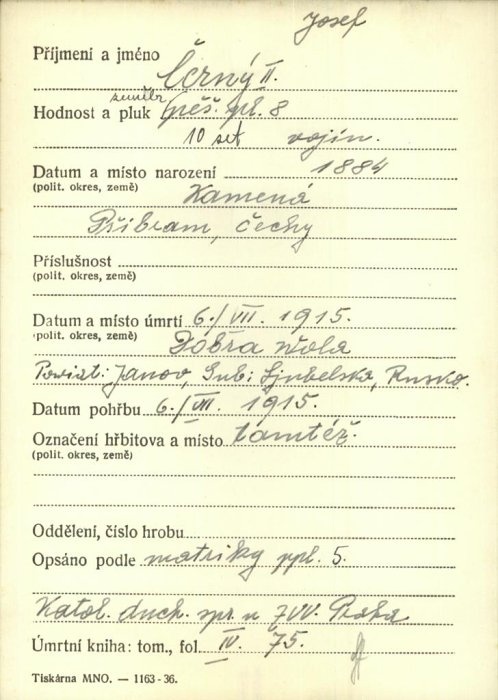 Josef
Příjmení a jméno Černý II.
zeměbr.
Hodnost a pluk pěš. pl. 8
10 set vojín.
Datum a místo narození 1884
(polit. okres, země) Kamená
Příbram, Čechy
Příslušnost
(polit. okres, země)
Datum a místo úmrtí 6./VII. 1915.
(polit. okres, země) Dobra Wola
Powiat: Janov, Gub: Ljubelska, Rusko.
Datum pohřbu 6./VII. 1915.
Označení hřbitova a místo tamtéž.
(polit. okres, země)
Oddělení, číslo hrobu
Opsáno podle matriky ppl. 5.
Katol. duch. spr. u ZVV. Praha
Úmrtní kniha: tom., fol. IV. 75.
Tiskárna MNO. — 1163-36.